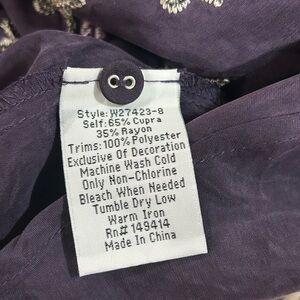 Style: W27423-8
Self: 65% Cupra
35% Rayon
Trims: 100% Polyester
Exclusive Of Decoration
Machine Wash Cold
Only Non-Chlorine
Bleach When Needed
Tumble Dry Low
Warm Iron
Rn# 149414
Made In China